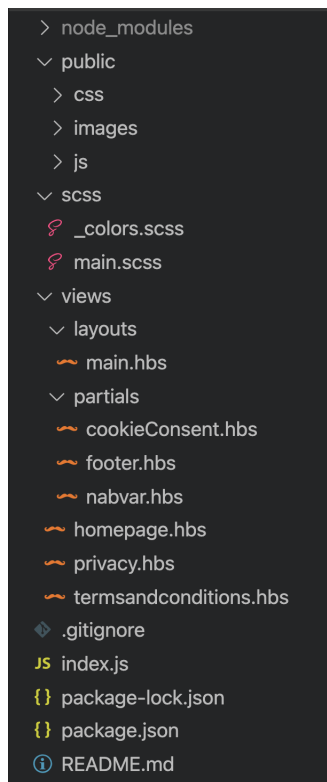 node_modules
public
css
images
js
scss
_colors.scss
main.scss
views
layouts
main.hbs
partials
cookieConsent.hbs
footer.hbs
nabvar.hbs
homepage.hbs
privacy.hbs
termsandconditions.hbs
.gitignore
JS index.js
{ } package-lock.json
{ } package.json
README.md